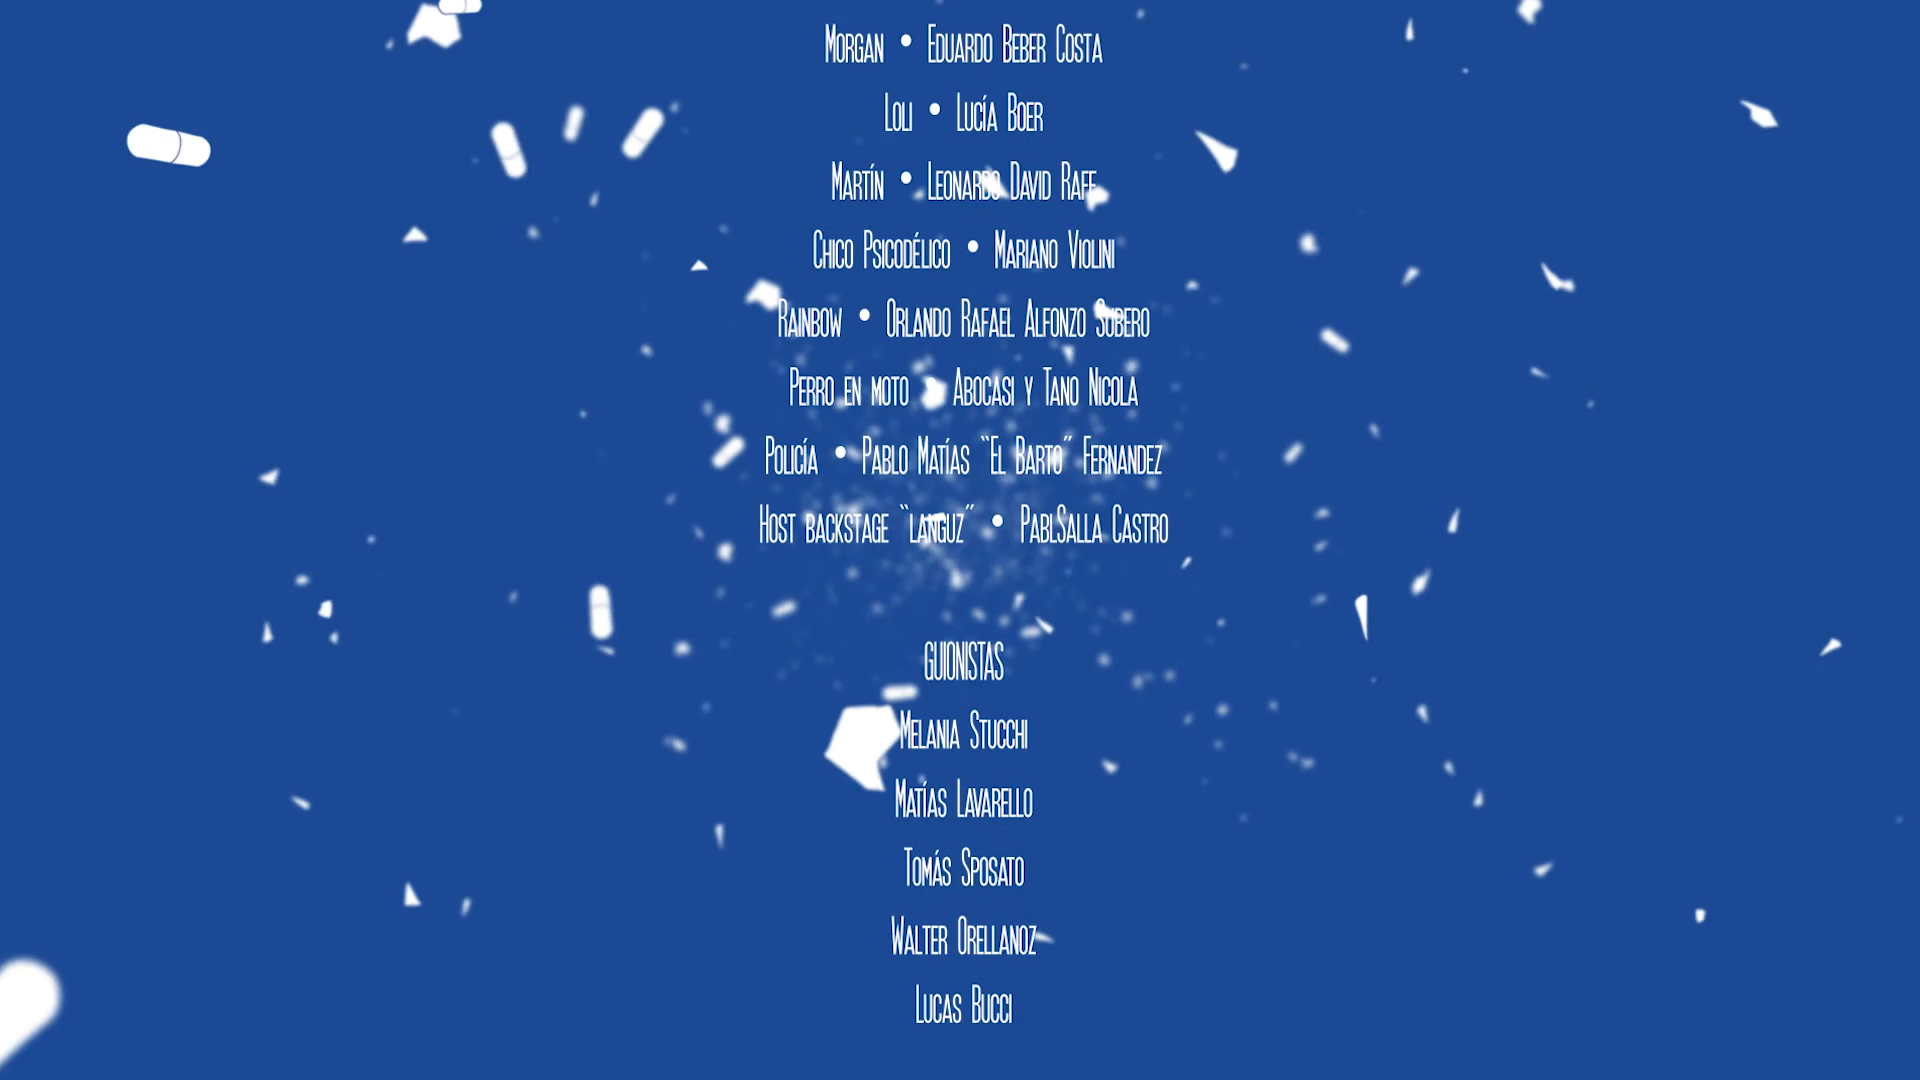 Morgan • Eduardo Beber Costa
Loli • Lucía Boer
Martín • Leonardo David Raff
Chico Psicodélico • Mariano Violini
Rainbow • Orlando Rafael Alfonzo Subero
Perro en moto • Abocasi y Tano Nicola
Policía • Pablo Matías “El Barto” Fernandez
Host backstage “languz” • PablSalla Castro
GUIONISTAS
Melania Stucchi
Matías Lavarello
Tomás Sposato
Walter Orellanoz
Lucas Bucci